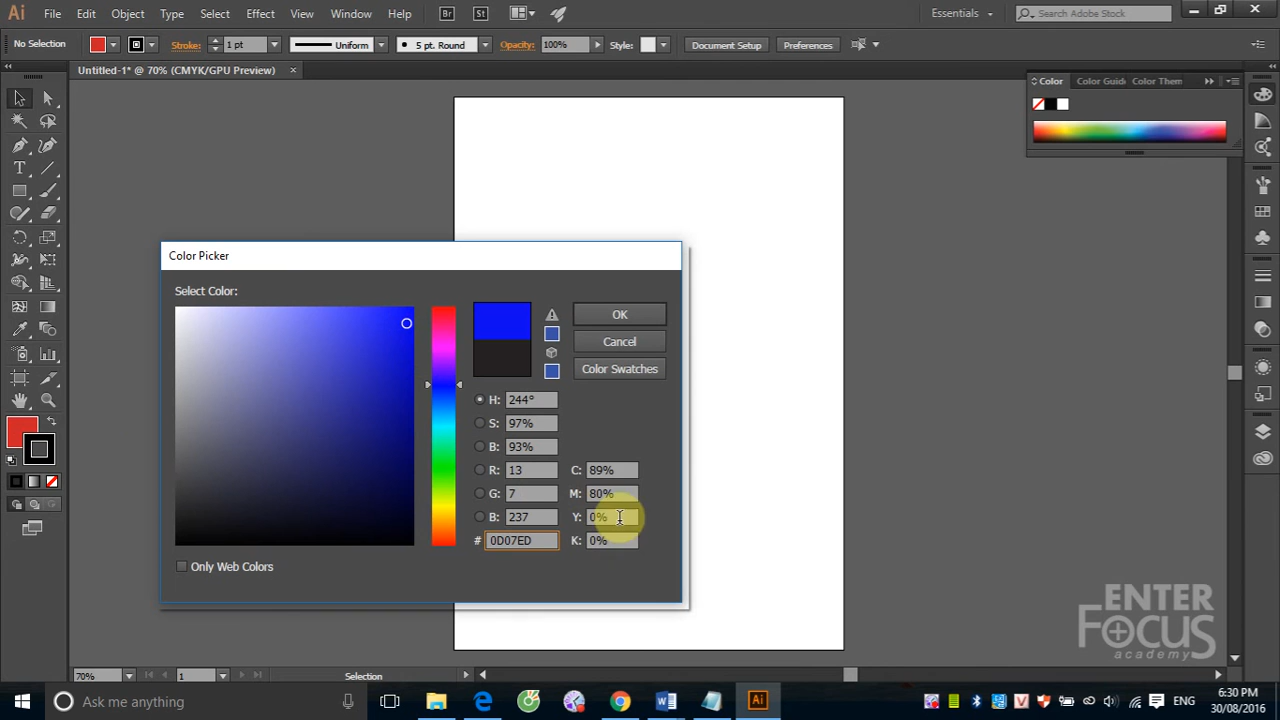 Ai File Edit Object Type Select Effect View Window Help Br St Essentials Search Adobe Stock
No Selection Stroke: 1 pt Uniform 5 pt. Round Opacity: 100% Style: Document Setup Preferences
Untitled-1* @ 70% (CMYK/GPU Preview) ×
Color Color Guide Color Them
Color Picker
Select Color:
OK
Cancel
Color Swatches
H: 244°
S: 97%
B: 93%
R: 13 C: 89%
G: 7 M: 80%
B: 237 Y: 0%
# 0D07ED K: 0%
Only Web Colors
ENTER
FOCUS
academy
70% 1 Selection
Ask me anything
W Ai V ENG
6:30 PM
30/08/2016